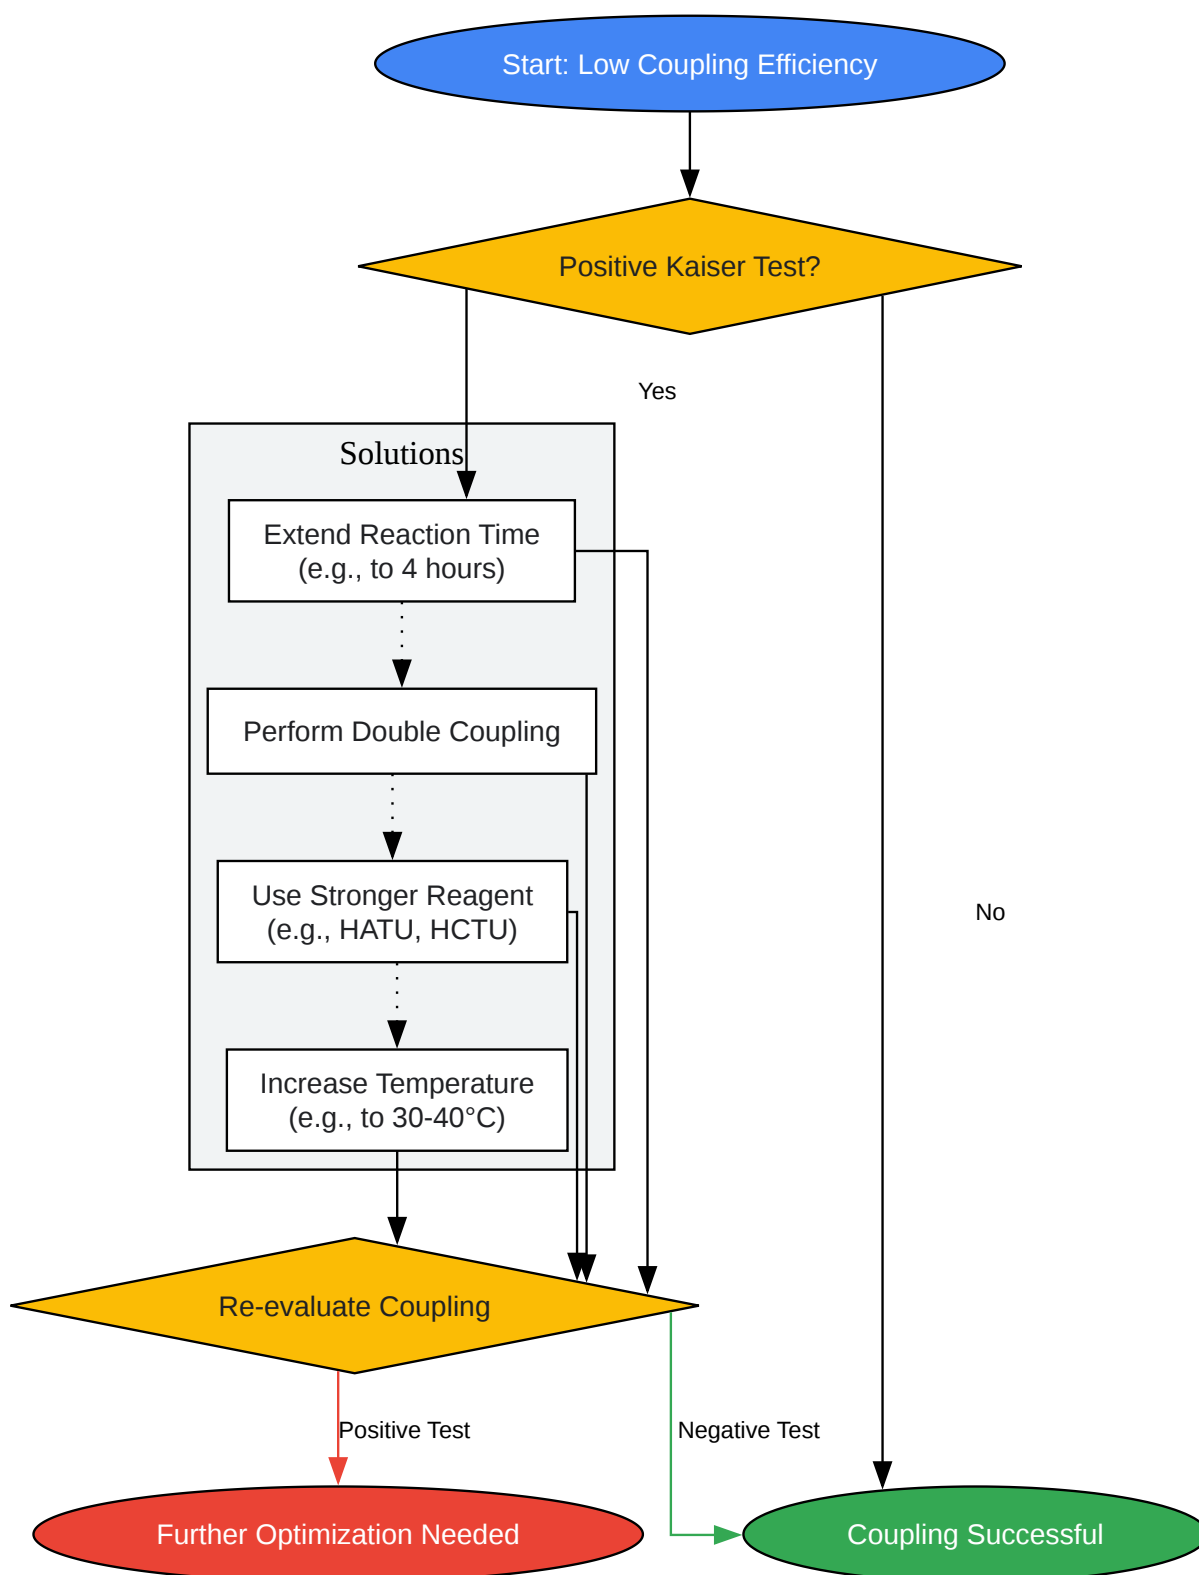 Start: Low Coupling Efficiency
Positive Kaiser Test?
Yes
Solutions
Extend Reaction Time
(e.g., to 4 hours)
Perform Double Coupling
Use Stronger Reagent
(e.g., HATU, HCTU)
No
Increase Temperature
(e.g., to 30-40°C)
Re-evaluate Coupling
Positive Test
Negative Test
Further Optimization Needed
Coupling Successful